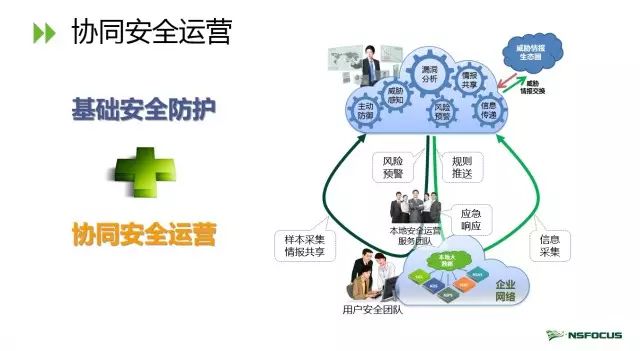 协同安全运营
基础安全防护
协同安全运营
威胁情报
生态圈
威胁
情报交换
漏洞
分析
情报
共享
威胁
感知
主动
防御
风险
预警
信息
传递
风险
预警
规则
推送
应急
响应
本地安全运营
服务团队
样本采集
情报共享
信息
采集
本地大
数据
企业
网络
用户安全团队
NSFOCUS